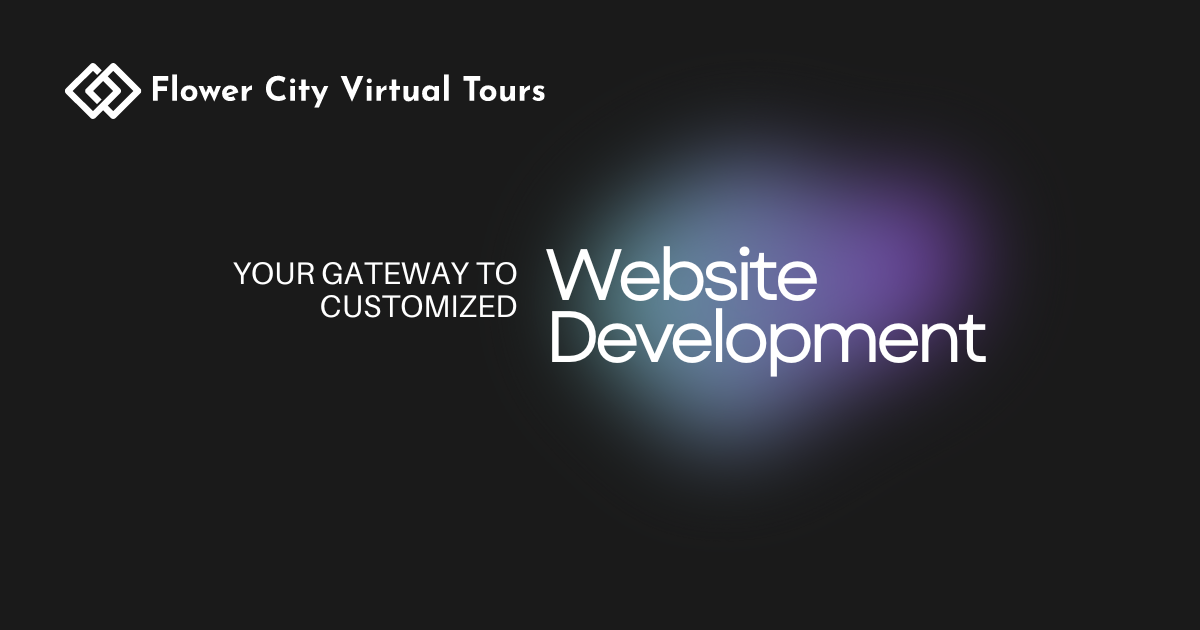 Flower City Virtual Tours
YOUR GATEWAY TO
CUSTOMIZED
Website
Development